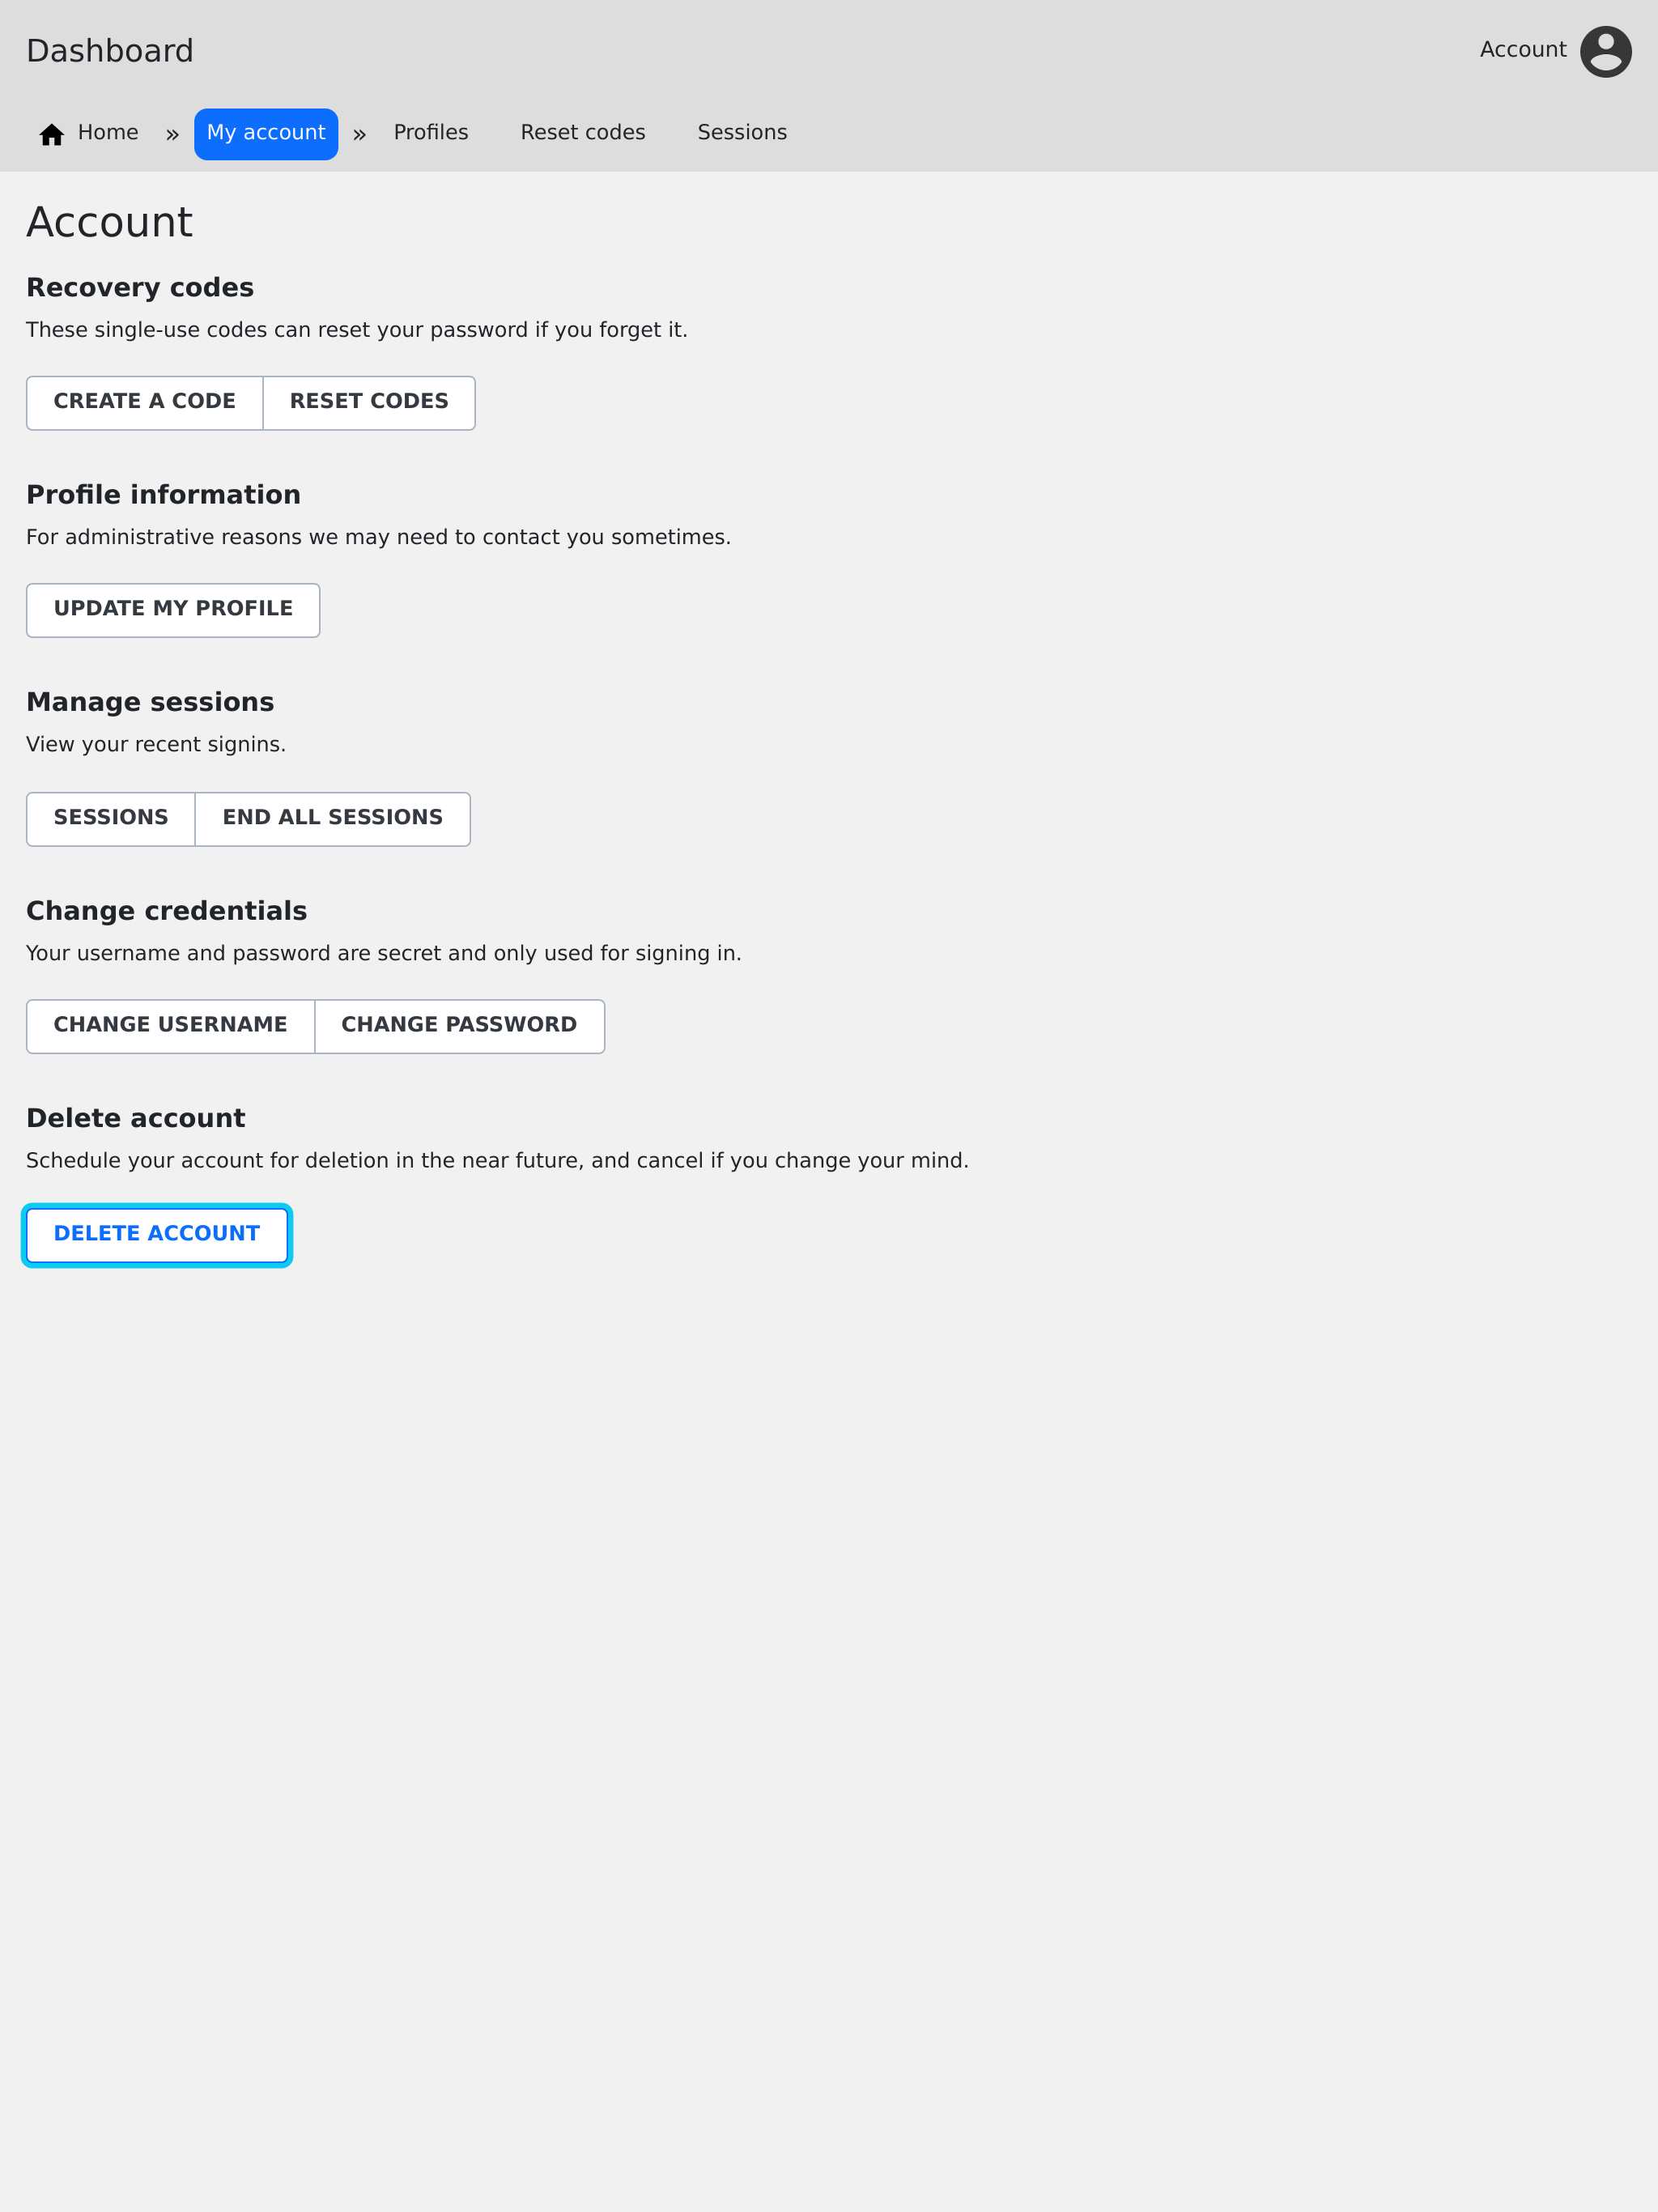 Dashboard
Account
Home » My account » Profiles Reset codes Sessions
Account
Recovery codes
These single-use codes can reset your password if you forget it.
CREATE A CODE RESET CODES
Profile information
For administrative reasons we may need to contact you sometimes.
UPDATE MY PROFILE
Manage sessions
View your recent signins.
SESSIONS END ALL SESSIONS
Change credentials
Your username and password are secret and only used for signing in.
CHANGE USERNAME CHANGE PASSWORD
Delete account
Schedule your account for deletion in the near future, and cancel if you change your mind.
DELETE ACCOUNT